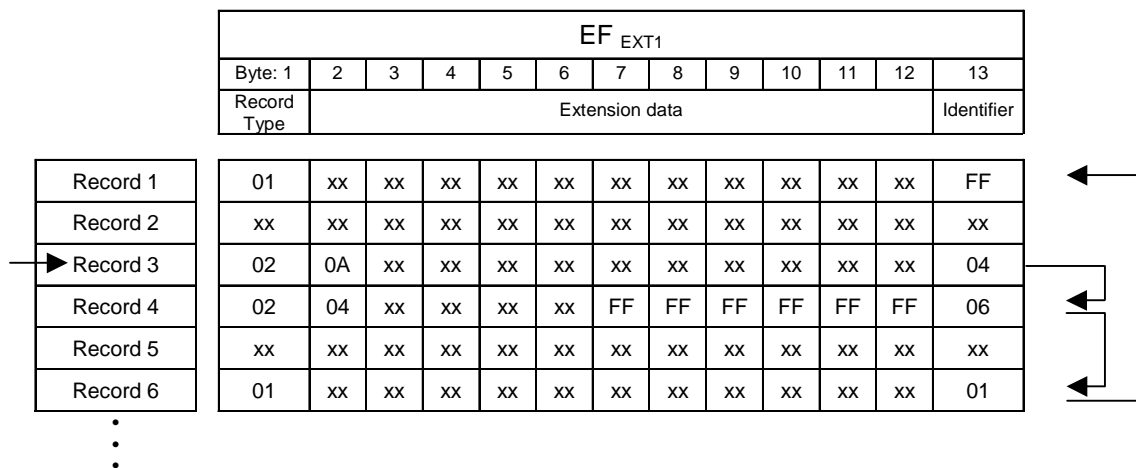 EF EXT1
Byte: 1 2 3 4 5 6 7 8 9 10 11 12 13
Record Type Extension data Identifier
Record 1 01 xx xx xx xx xx xx xx xx xx xx xx FF
Record 2 xx xx xx xx xx xx xx xx xx xx xx xx xx
Record 3 02 0A xx xx xx xx xx xx xx xx xx xx 04
Record 4 02 04 xx xx xx xx FF FF FF FF FF FF 06
Record 5 xx xx xx xx xx xx xx xx xx xx xx xx xx
Record 6 01 xx xx xx xx xx xx xx xx xx xx xx 01